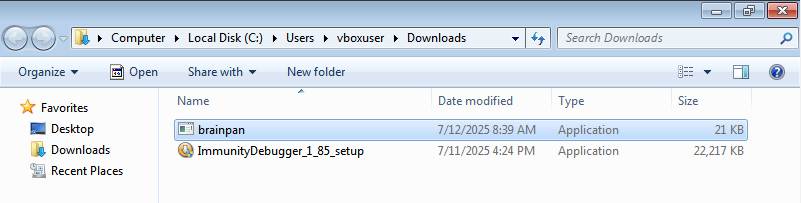 Computer Local Disk (C:) Users vboxuser Downloads Search Downloads
Organize Open Share with New folder
Name Date modified Type Size
Favorites
Desktop
Downloads
Recent Places
brainpan 7/12/2025 8:39 AM Application 21 KB
ImmunityDebugger_1_85_setup 7/11/2025 4:24 PM Application 22,217 KB